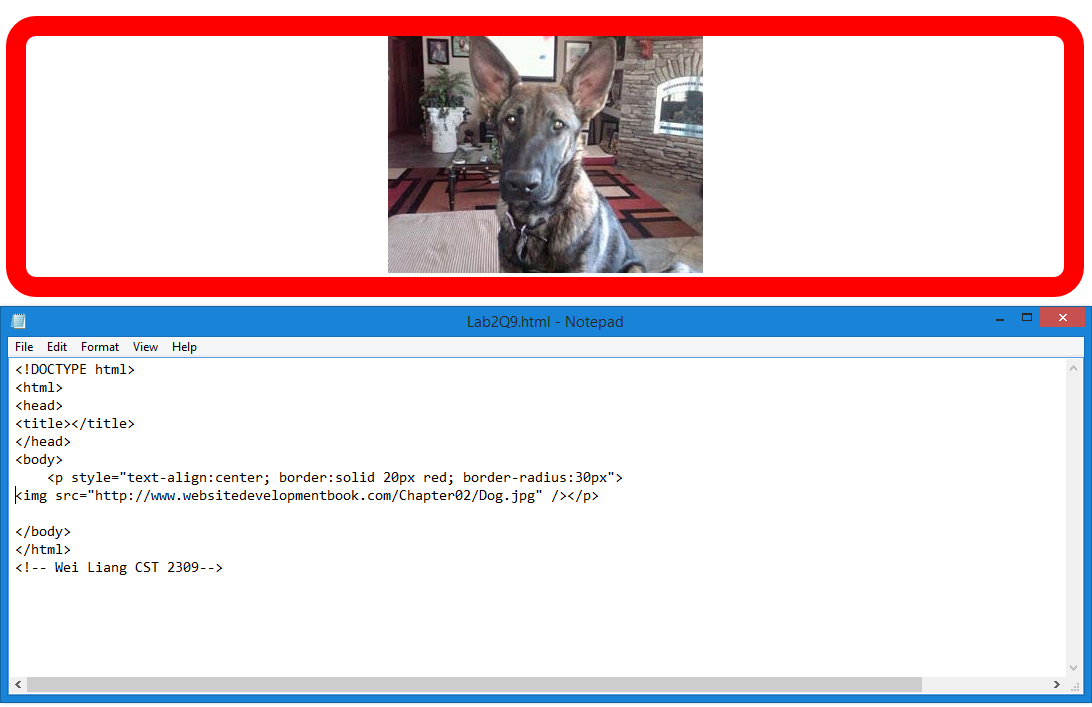 Lab2Q9.html - Notepad
File Edit Format View Help
<!DOCTYPE html>
<html>
<head>
<title></title>
</head>
<body>
    <p style="text-align:center; border:solid 20px red; border-radius:30px">
<img src="http://www.websitedevelopmentbook.com/Chapter02/Dog.jpg" /></p>

</body>
</html>
<!-- Wei Liang CST 2309-->